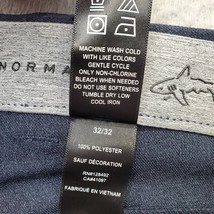 MACHINE WASH COLD
WITH LIKE COLORS
GENTLE CYCLE
ONLY NON-CHLORINE
BLEACH WHEN NEEDED
DO NOT USE SOFTENERS
TUMBLE DRY LOW
COOL IRON
NORMA
32/32
100% POLYESTER
SAUF DÉCORATION
RN#128492
CA#41087
FABRIQUÉ EN VIETNAM